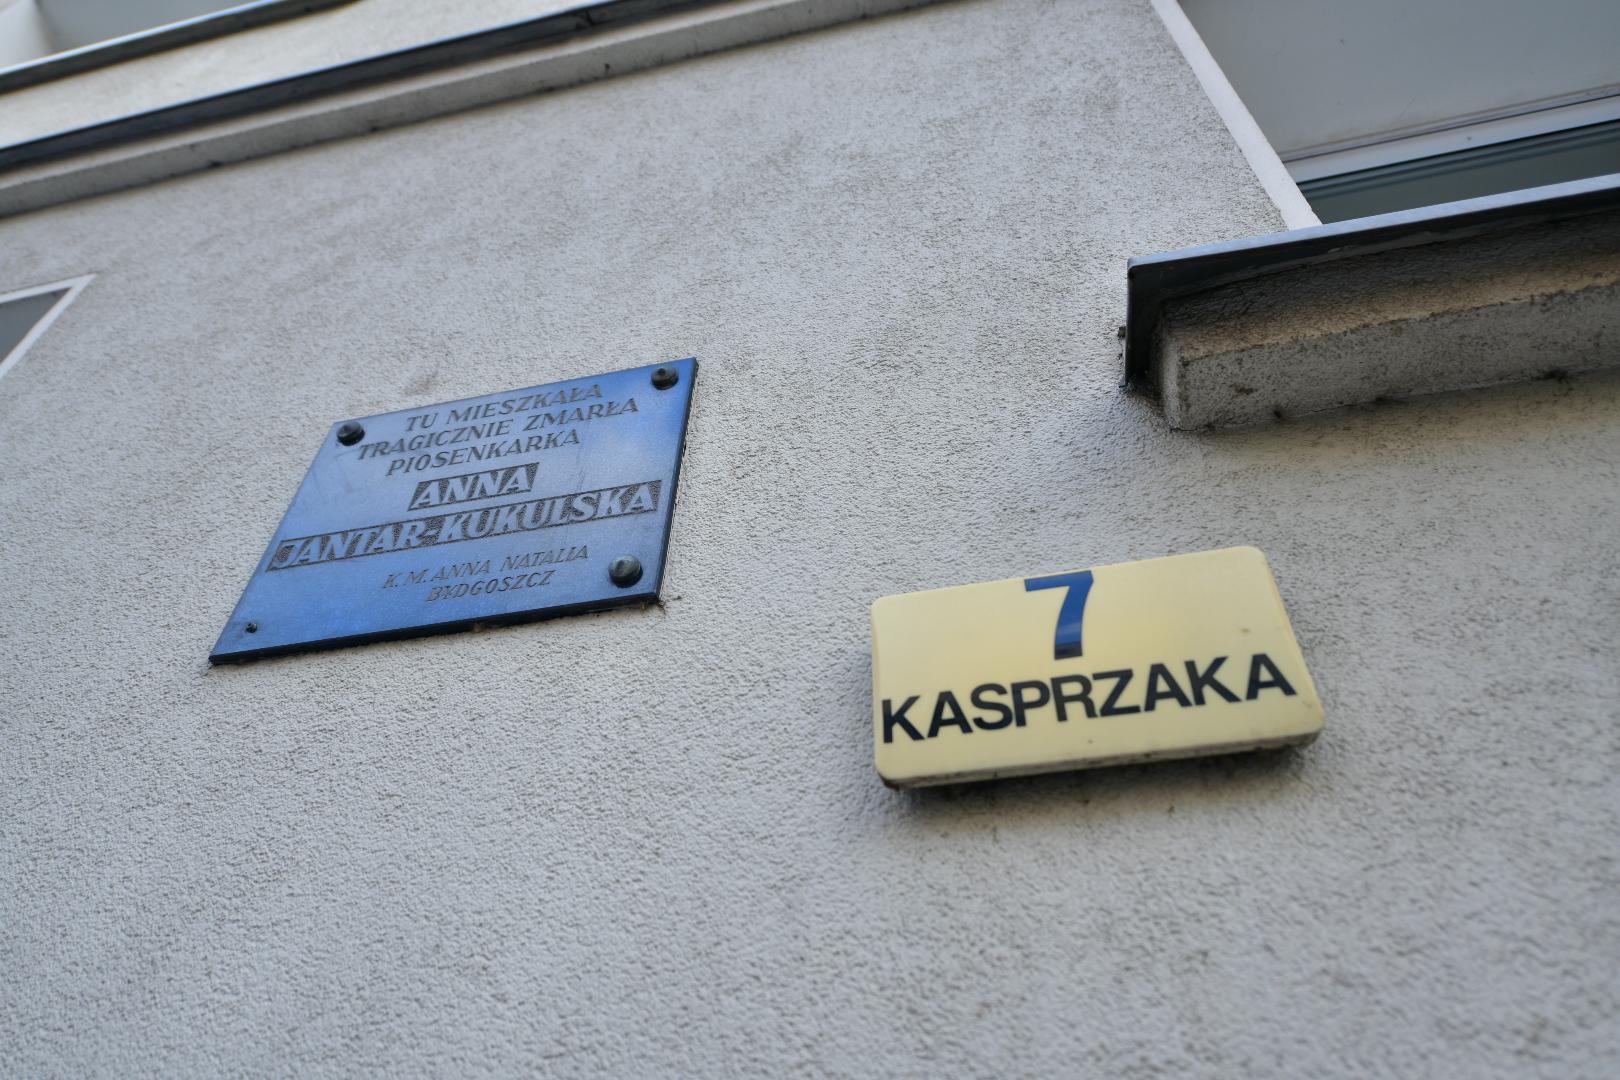 TU MIESZKAŁA
TRAGICZNIE ZMARŁA
PIOSENKARKA
ANNA
JANTAR-KUKULSKA
K.M. ANNA NATALIA
BYDGOSZCZ
7
KASPRZAKA